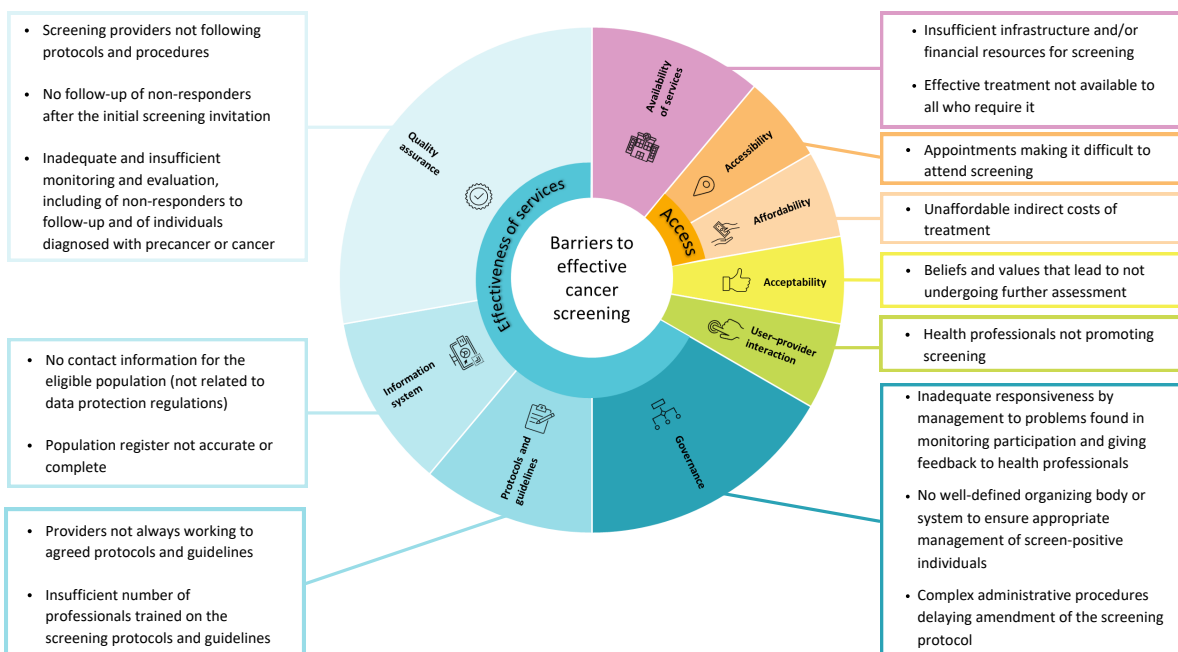 • Screening providers not following
protocols and procedures
• No follow-up of non-responders
after the initial screening invitation
• Inadequate and insufficient
monitoring and evaluation,
including of non-responders to
follow-up and of individuals
diagnosed with precancer or cancer
• No contact information for the
eligible population (not related to
data protection regulations)
• Population register not accurate or
complete
• Providers not always working to
agreed protocols and guidelines
• Insufficient number of
professionals trained on the
screening protocols and guidelines
Quality
assurance
Information
system
Protocols and
guidelines
Effectiveness of services
Barriers to
effective
cancer
screening
Access
Availability
of services
Accessibility
Affordability
Acceptability
User–provider
interaction
Governance
• Insufficient infrastructure and/or
financial resources for screening
• Effective treatment not available to
all who require it
• Appointments making it difficult to
attend screening
• Unaffordable indirect costs of
treatment
• Beliefs and values that lead to not
undergoing further assessment
• Health professionals not promoting
screening
• Inadequate responsiveness by
management to problems found in
monitoring participation and giving
feedback to health professionals
• No well-defined organizing body or
system to ensure appropriate
management of screen-positive
individuals
• Complex administrative procedures
delaying amendment of the screening
protocol